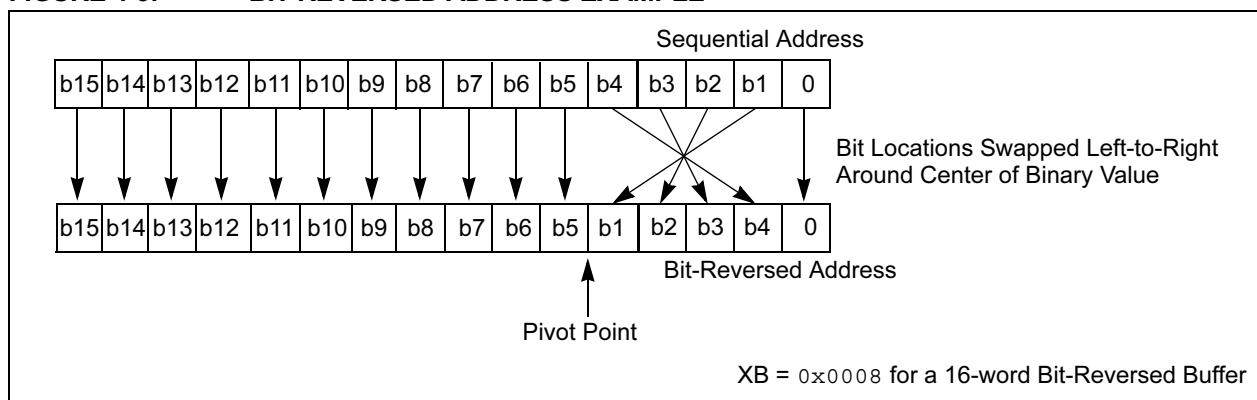 Sequential Address
b15 b14 b13 b12 b11 b10 b9 b8 b7 b6 b5 b4 b3 b2 b1 0
Bit Locations Swapped Left-to-Right
Around Center of Binary Value
b15 b14 b13 b12 b11 b10 b9 b8 b7 b6 b5 b1 b2 b3 b4 0
Bit-Reversed Address
Pivot Point
XB = 0x0008 for a 16-word Bit-Reversed Buffer